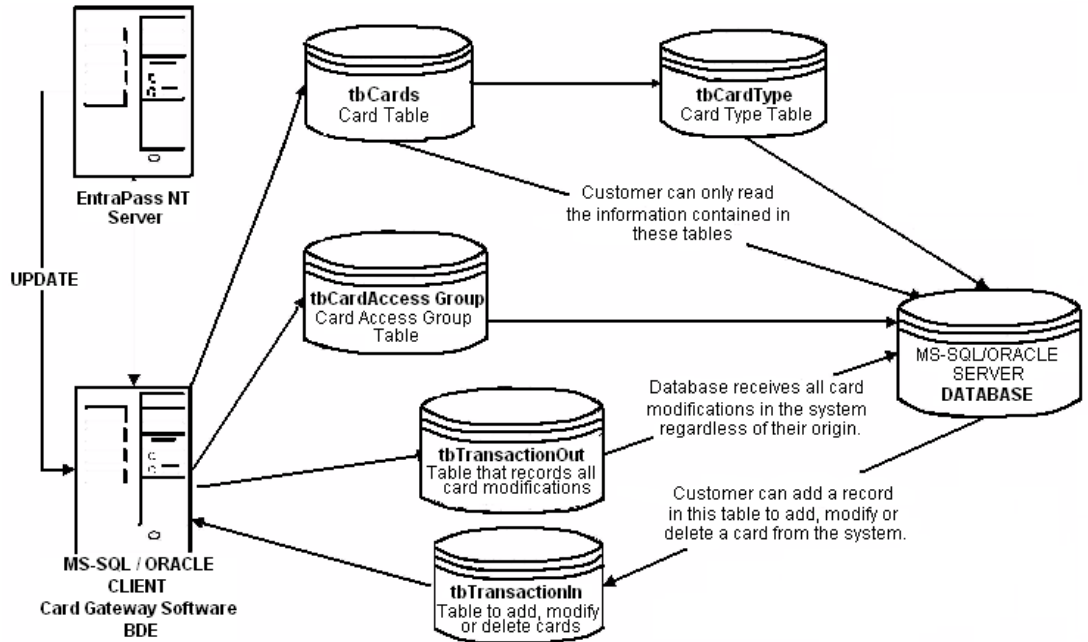 tbCards
Card Table
tbCardType
Card Type Table
EntraPass NT
Server
Customer can only read
the information contained in
these tables
UPDATE
tbCardAccess Group
Card Access Group
Table
MS-SQL/ORACLE
SERVER
DATABASE
Database receives all card
modifications in the system
regardless of their origin.
tbTransactionOut
Table that records all
card modifications
Customer can add a record
in this table to add, modify or
delete a card from the system.
MS-SQL / ORACLE
CLIENT
Card Gateway Software
BDE
tbTransactionIn
Table to add, modify
or delete cards